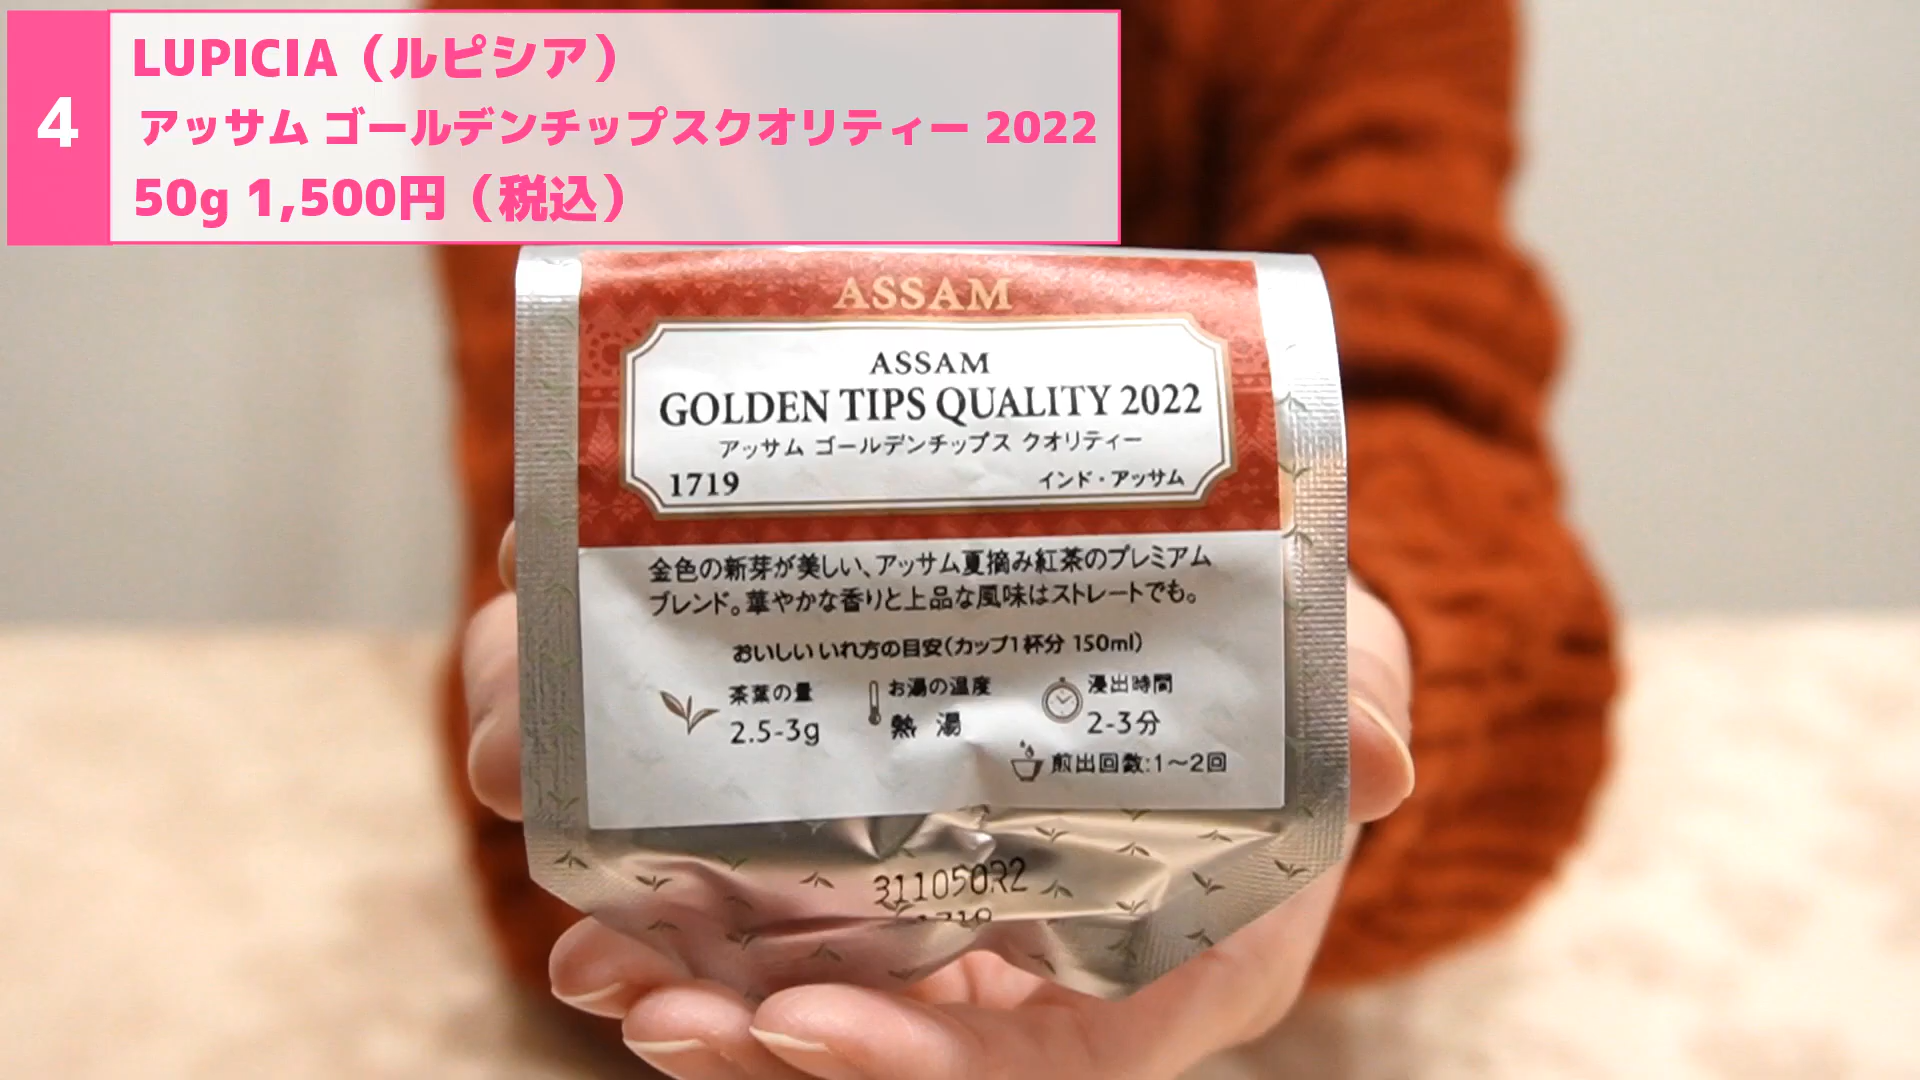 4
LUPICIA（ルピシア）
アッサム ゴールデンチップスクオリティー 2022
50g 1,500円（税込）
ASSAM
ASSAM
GOLDEN TIPS QUALITY 2022
アッサム ゴールデンチップス クオリティー
1719 インド・アッサム
金色の新芽が美しい、アッサム夏摘み紅茶のプレミアム
ブレンド。華やかな香りと上品な風味はストレートでも。
おいしいいれ方の目安(カップ1杯分 150ml)
茶葉の量 お湯の温度 浸出時間
2.5-3g 熱 湯 2-3分
煎出回数:1〜2回